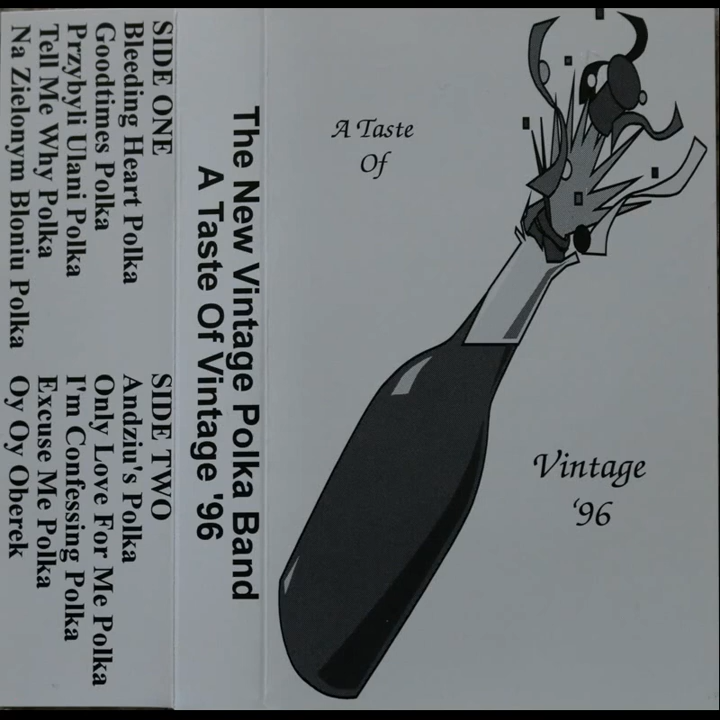 A Taste
Of
Vintage
'96
The New Vintage Polka Band
A Taste Of Vintage '96
SIDE ONE
Bleeding Heart Polka
Goodtimes Polka
Przybyli Ulani Polka
Tell Me Why Polka
Na Zielonym Bloniu Polka
SIDE TWO
Andziu's Polka
Only Love For Me Polka
I'm Confessing Polka
Excuse Me Polka
Oy Oy Oberek